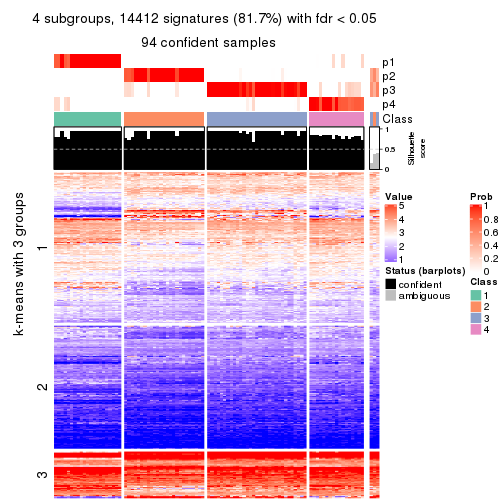 4 subgroups, 14412 signatures (81.7%) with fdr < 0.05
94 confident samples
p1
p2
p3
p4
Class
1
0.5
0
Silhouette
score
k-means with 3 groups
1
2
3
Value
5
4
3
2
1
Status (barplots)
confident
ambiguous
Prob
1
0.8
0.6
0.4
0.2
0
Class
1
2
3
4